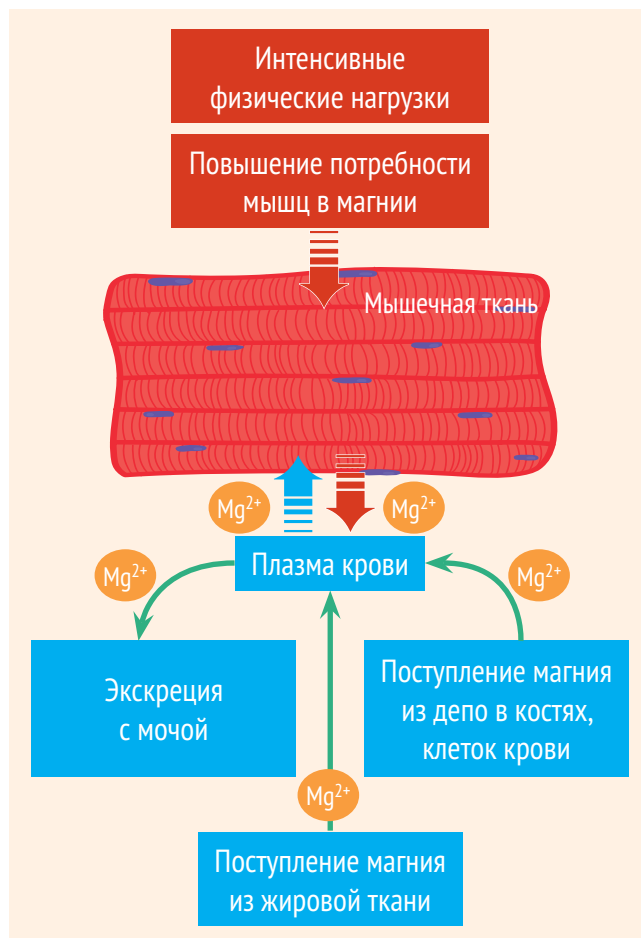 Интенсивные
физические нагрузки
Повышение потребности
мышц в магнии
Мышечная ткань
Mg²⁺
Mg²⁺
Плазма крови
Mg²⁺
Mg²⁺
Экскреция
с мочой
Поступление магния
из депо в костях,
клеток крови
Mg²⁺
Поступление магния
из жировой ткани